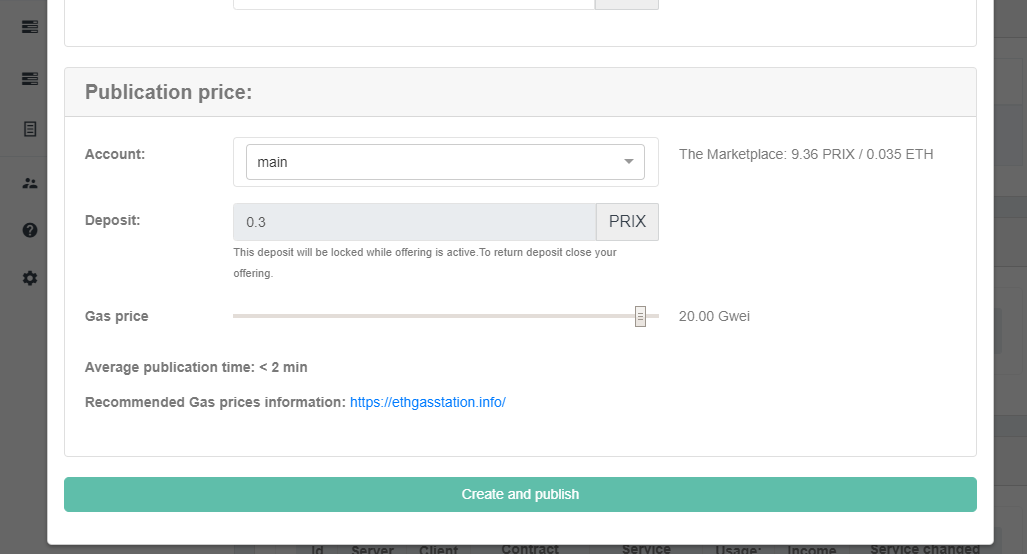 Publication price:
Account:
main
The Marketplace: 9.36 PRIX / 0.035 ETH
Deposit:
0.3
PRIX
This deposit will be locked while offering is active.To return deposit close your
offering.
Gas price
20.00 Gwei
Average publication time: < 2 min
Recommended Gas prices information: https://ethgasstation.info/
Create and publish
Id Server Client Contract Service Usage: Income Service changed